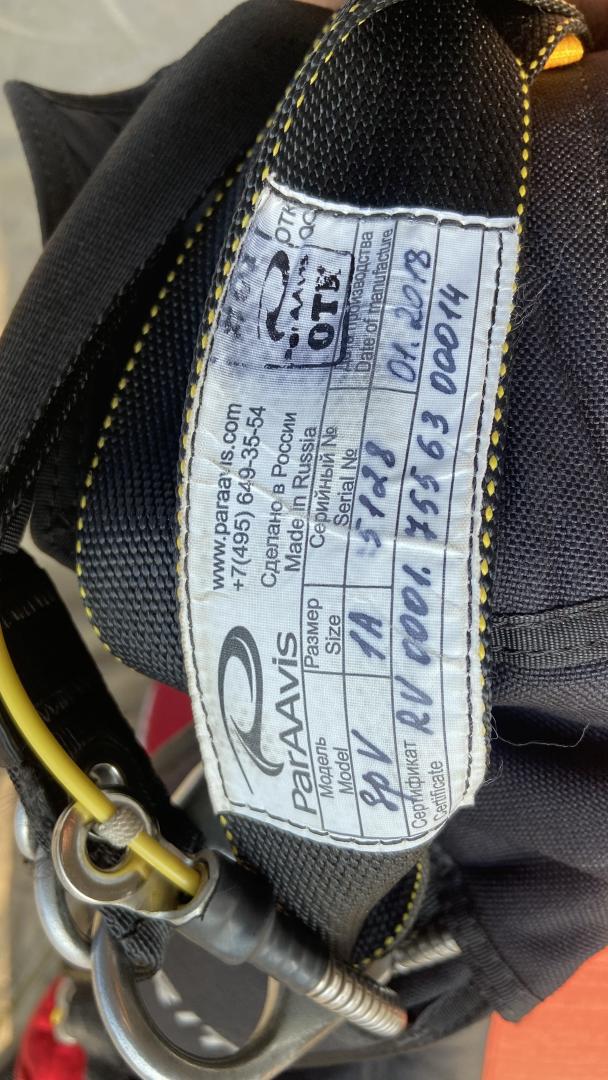 www.paraavis.com
+7(495) 649-35-54
Сделано в России
Made in Russia
ParAAvis
ОТК
Модель
Model
Размер
Size
Серийный №
Serial №
производства
Date of manufacture
1A
5128
01.2018
Сертификат
Certificate
RV 0001. 755 63 00014